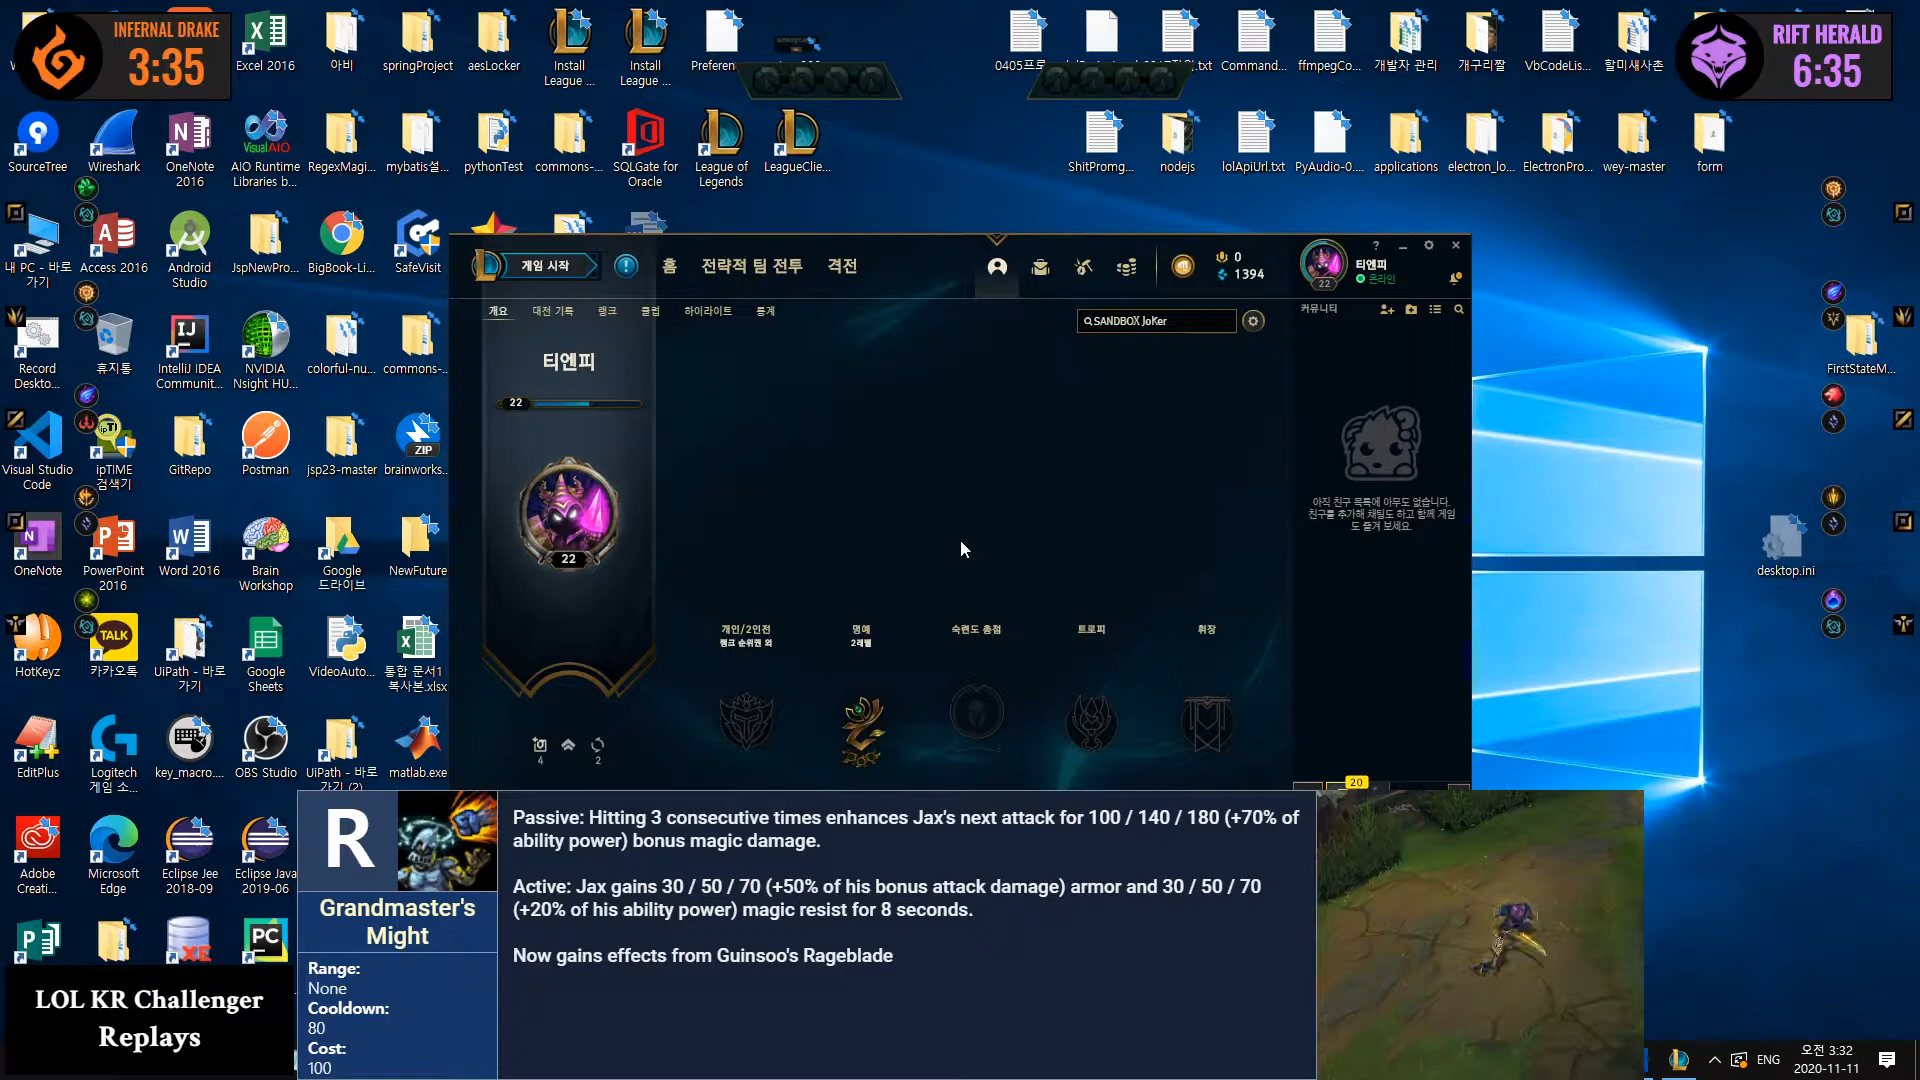 INFERNAL DRAKE
3:35
RIFT HERALD
6:35
Excel 2016
아비
springProject
aesLocker
Install
League ...
Install
League ...
Preferen
0405프로
.txt
Command...
ffmpegCo...
개발자 관리
개구리짤
VbCodeLis...
할미새사촌
SourceTree
Wireshark
OneNote
2016
AIO Runtime
Libraries b...
RegexMagi...
mybatis설...
pythonTest
commons-...
SQLGate for
Oracle
League of
Legends
LeagueClie...
ShitPromg...
nodejs
lolApiUrl.txt
PyAudio-0....
applications
electron_lo...
ElectronPro...
wey-master
form
내 PC - 바로
가기
Access 2016
Android
Studio
JspNewPro...
BigBook-Li...
SafeVisit
게임 시작
홈
전략적 팀 전투
격전
0
1394
티엔피
온라인
22
개요
대전 기록
랭크
클럽
하이라이트
통계
SANDBOX JoKer
커뮤니티
Record
Deskto...
휴지통
IntelliJ IDEA
Communit...
NVIDIA
Nsight HU...
colorful-nu...
commons-...
FirstStateM...
티엔피
22
22
아직 친구 목록에 아무도 없습니다.
친구를 추가해 채팅도 하고 함께 게임
도 즐겨 보세요.
Visual Studio
Code
ipTIME
검색기
GitRepo
Postman
jsp23-master
brainworks...
OneNote
PowerPoint
2016
Word 2016
Brain
Workshop
Google
드라이브
NewFuture
desktop.ini
개인/2인전
랭크 순위권 외
명예
2레벨
숙련도 총점
트로피
휘장
HotKeyz
카카오톡
UiPath - 바로
가기
Google
Sheets
VideoAuto...
통합 문서1
복사본.xlsx
4
2
EditPlus
Logitech
게임 소...
key_macro....
OBS Studio
UiPath - 바로
가기 (2)
matlab.exe
20
Adobe
Creati...
Microsoft
Edge
Eclipse Jee
2018-09
Eclipse Java
2019-06
R
Grandmaster's
Might
Range:
None
Cooldown:
80
Cost:
100
Passive: Hitting 3 consecutive times enhances Jax's next attack for 100 / 140 / 180 (+70% of
ability power) bonus magic damage.
Active: Jax gains 30 / 50 / 70 (+50% of his bonus attack damage) armor and 30 / 50 / 70
(+20% of his ability power) magic resist for 8 seconds.
Now gains effects from Guinsoo's Rageblade
LOL KR Challenger
Replays
ENG
오전 3:32
2020-11-11